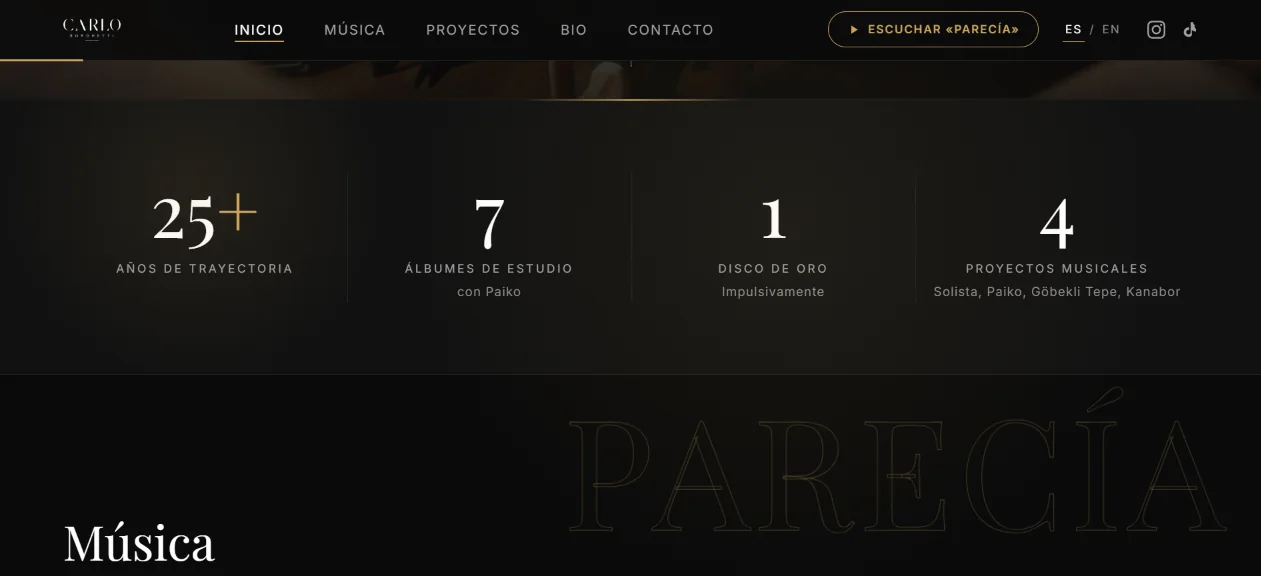 CARLO
BORGHETTI
INICIO
MÚSICA
PROYECTOS
BIO
CONTACTO
ESCUCHAR «PARECÍA»
ES / EN
25+
AÑOS DE TRAYECTORIA
7
ÁLBUMES DE ESTUDIO
con Paiko
1
DISCO DE ORO
Impulsivamente
4
PROYECTOS MUSICALES
Solista, Paiko, Göbekli Tepe, Kanabor
PARECÍA
Música